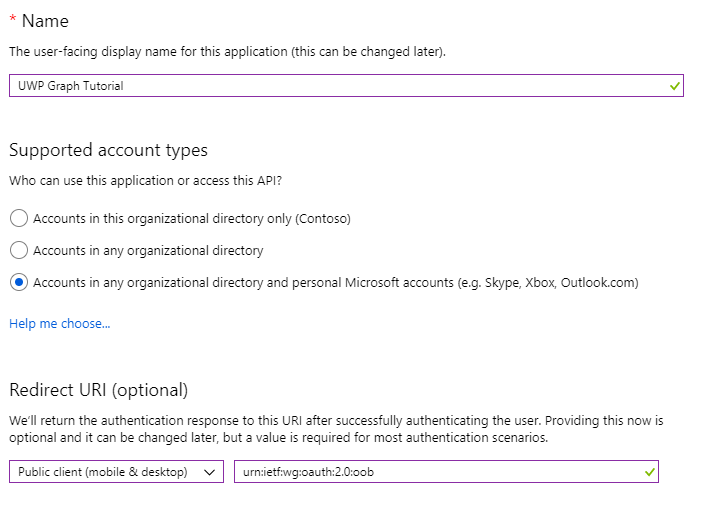 * Name
The user-facing display name for this application (this can be changed later).
UWP Graph Tutorial
Supported account types
Who can use this application or access this API?
Accounts in this organizational directory only (Contoso)
Accounts in any organizational directory
Accounts in any organizational directory and personal Microsoft accounts (e.g. Skype, Xbox, Outlook.com)
Help me choose...
Redirect URI (optional)
We'll return the authentication response to this URI after successfully authenticating the user. Providing this now is
optional and it can be changed later, but a value is required for most authentication scenarios.
Public client (mobile & desktop) urn:ietf:wg:oauth:2.0:oob